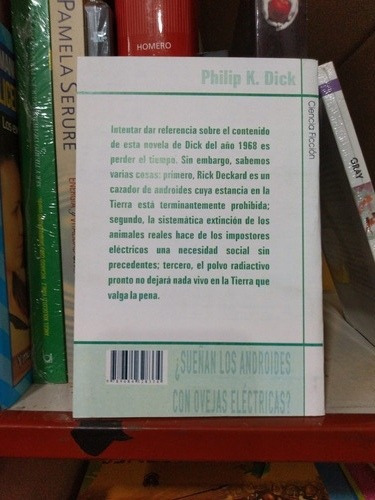 PAMELA SERURE
HOMERO
GRAY
Philip K. Dick
Ciencia Ficción
Intentar dar referencia sobre el contenido
de esta novela de Dick del año 1968 es
perder el tiempo. Sin embargo, sabemos
varias cosas: primero, Rick Deckard es un
cazador de androides cuya estancia en la
Tierra está terminantemente prohibida;
segundo, la sistemática extinción de los
animales reales hace de los impostores
eléctricos una necesidad social sin
precedentes; tercero, el polvo radiactivo
pronto no dejará nada vivo en la Tierra que
valga la pena.
¿SUEÑAN LOS ANDROIDES
CON OVEJAS ELÉCTRICAS?